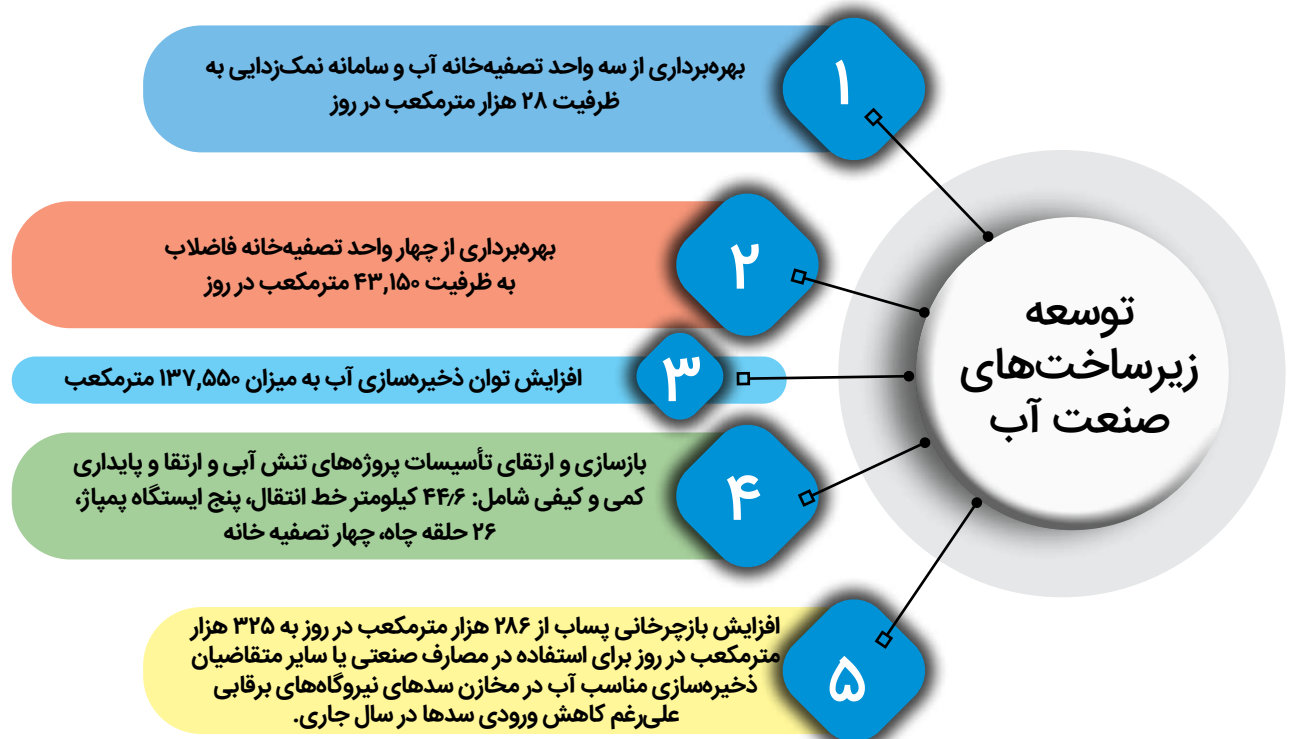 توسعه
زیرساخت‌های
صنعت آب
۱
بهره‌برداری از سه واحد تصفیه‌خانه آب و سامانه نمک‌زدایی به
ظرفیت ۲۸ هزار مترمکعب در روز
۲
بهره‌برداری از چهار واحد تصفیه‌خانه فاضلاب
به ظرفیت ۴۳,۱۵۰ مترمکعب در روز
۳
افزایش توان ذخیره‌سازی آب به میزان ۱۳۷,۵۵۰ مترمکعب
۴
بازسازی و ارتقای تأسیسات پروژه‌های تنش آبی و ارتقا و پایداری
کمی و کیفی شامل: ۴۴٫۶ کیلومتر خط انتقال، پنج ایستگاه پمپاژ،
۲۶ حلقه چاه، چهار تصفیه خانه
۵
افزایش بازچرخانی پساب از ۲۸۶ هزار مترمکعب در روز به ۳۲۵ هزار
مترمکعب در روز برای استفاده در مصارف صنعتی یا سایر متقاضیان
ذخیره‌سازی مناسب آب در مخازن سدهای نیروگاه‌های برقابی
علی‌رغم کاهش ورودی سدها در سال جاری.